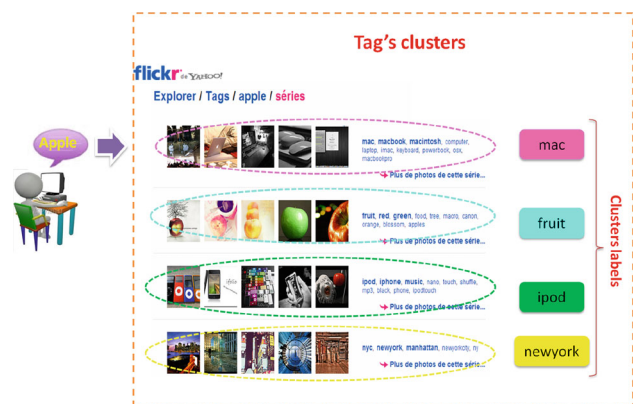 Tag's clusters
flickr de YAHOO!
Explorer / Tags / apple / séries
Apple
mac, macbook, macintosh, computer,
laptop, imac, keyboard, powerbook, osx,
macbookpro
Plus de photos de cette série...
mac
fruit, red, green, food, tree, macro, canon,
orange, blossom, apples
Plus de photos de cette série...
fruit
ipod, iphone, music, nano, touch, shuffle,
mp3, black, phone, ipodtouch
Plus de photos de cette série...
ipod
nyc, newyork, manhattan, newyorkcity, ny
Plus de photos de cette série...
newyork
Clusters labels